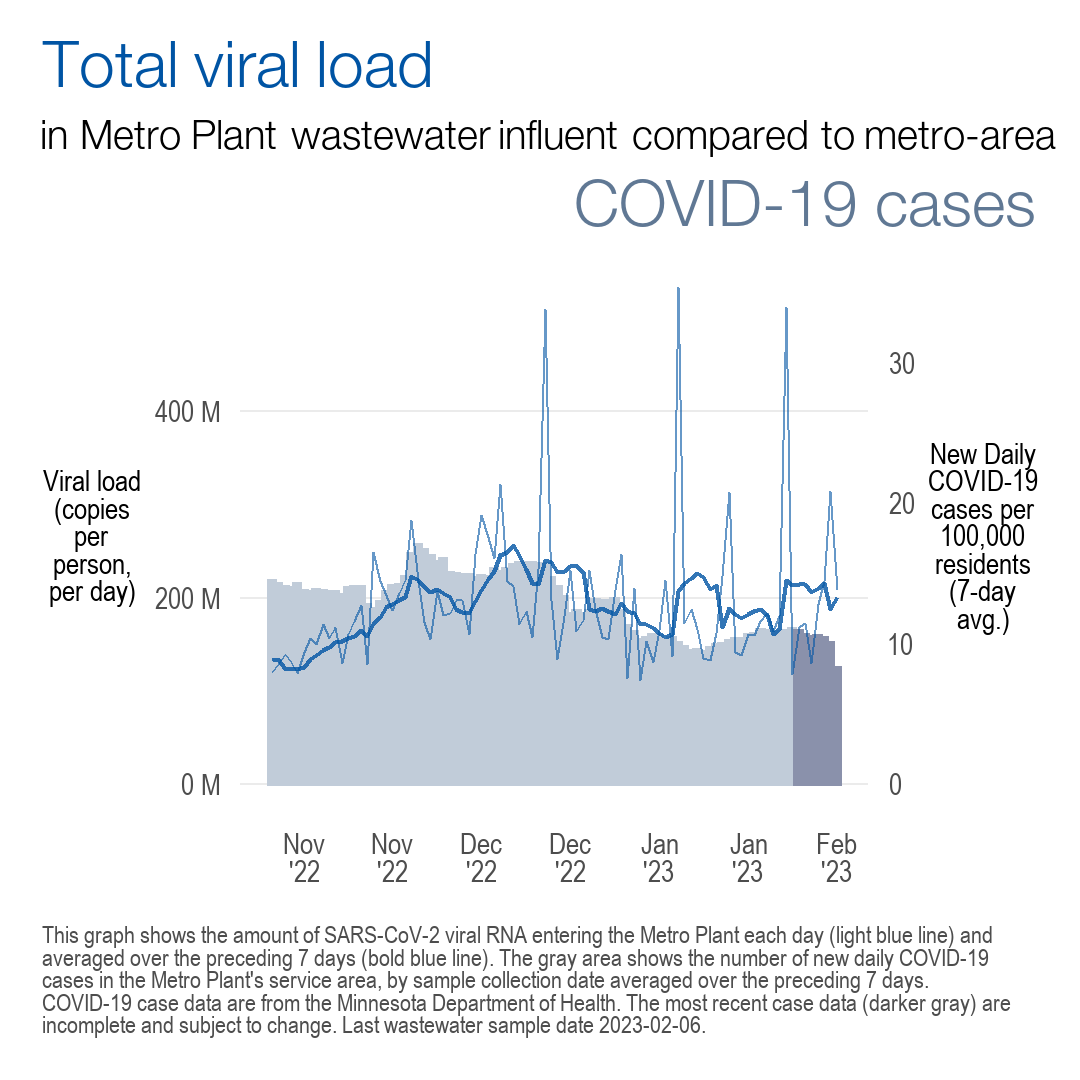 Total viral load
in Metro Plant wastewater influent compared to metro-area
COVID-19 cases
30
400 M
New Daily
COVID-19
cases per
100,000
residents
(7-day
avg.)
Viral load
(copies
per
person,
per day)
20
200 M
10
0 M
0
Nov
'22
Nov
'22
Dec
'22
Dec
'22
Jan
'23
Jan
'23
Feb
'23
This graph shows the amount of SARS-CoV-2 viral RNA entering the Metro Plant each day (light blue line) and
averaged over the preceding 7 days (bold blue line). The gray area shows the number of new daily COVID-19
cases in the Metro Plant's service area, by sample collection date averaged over the preceding 7 days.
COVID-19 case data are from the Minnesota Department of Health. The most recent case data (darker gray) are
incomplete and subject to change. Last wastewater sample date 2023-02-06.